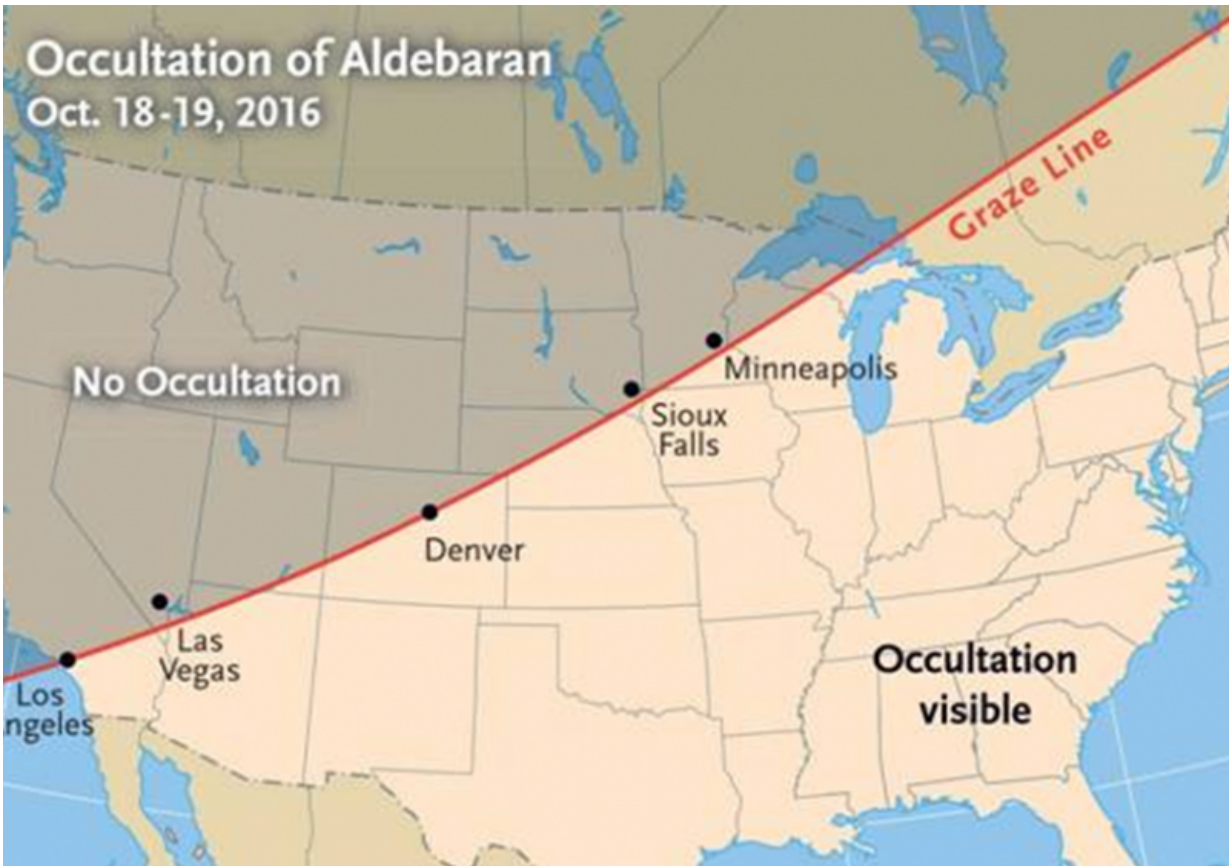 Occultation of Aldebaran
Oct. 18-19, 2016
Graze Line
No Occultation
Minneapolis
Sioux
Falls
Denver
Las
Vegas
Occultation
visible
Los
ngeles